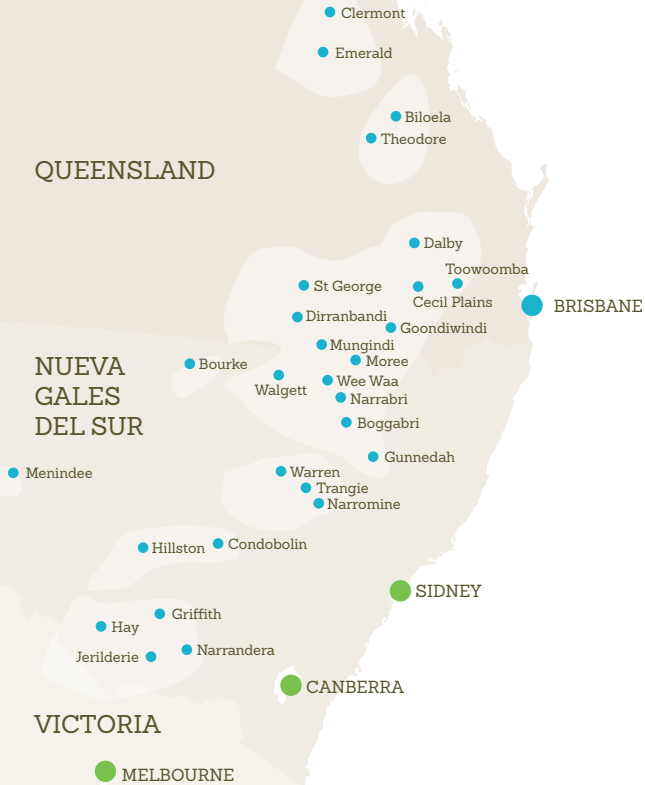 Clermont
Emerald
Biloela
Theodore
QUEENSLAND
Dalby
Toowoomba
St George
Cecil Plains
BRISBANE
Dirranbandi
Goondiwindi
Mungindi
NUEVA
GALES
DEL SUR
Bourke
Moree
Walgett
Wee Waa
Narrabri
Boggabri
Gunnedah
Menindee
Warren
Trangie
Narromine
Hillston
Condobolin
SIDNEY
Griffith
Hay
Narrandera
Jerilderie
CANBERRA
VICTORIA
MELBOURNE